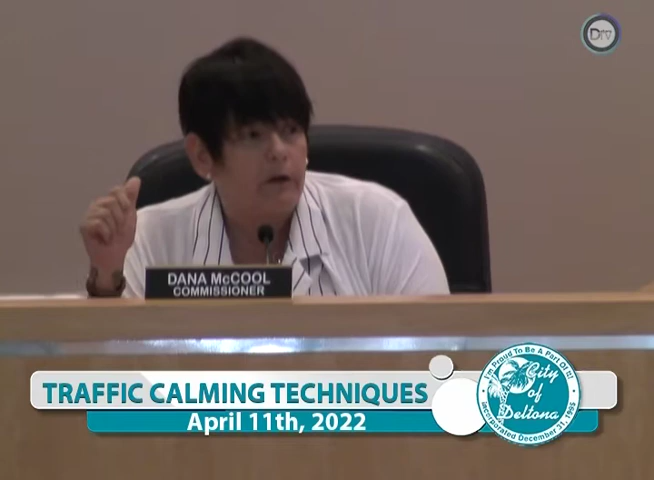 DTV
DANA McCOOL
COMMISSIONER
TRAFFIC CALMING TECHNIQUES
April 11th, 2022
I'm Proud To Be A Part Of It!
City
of
Deltona
Incorporated December 31, 1995